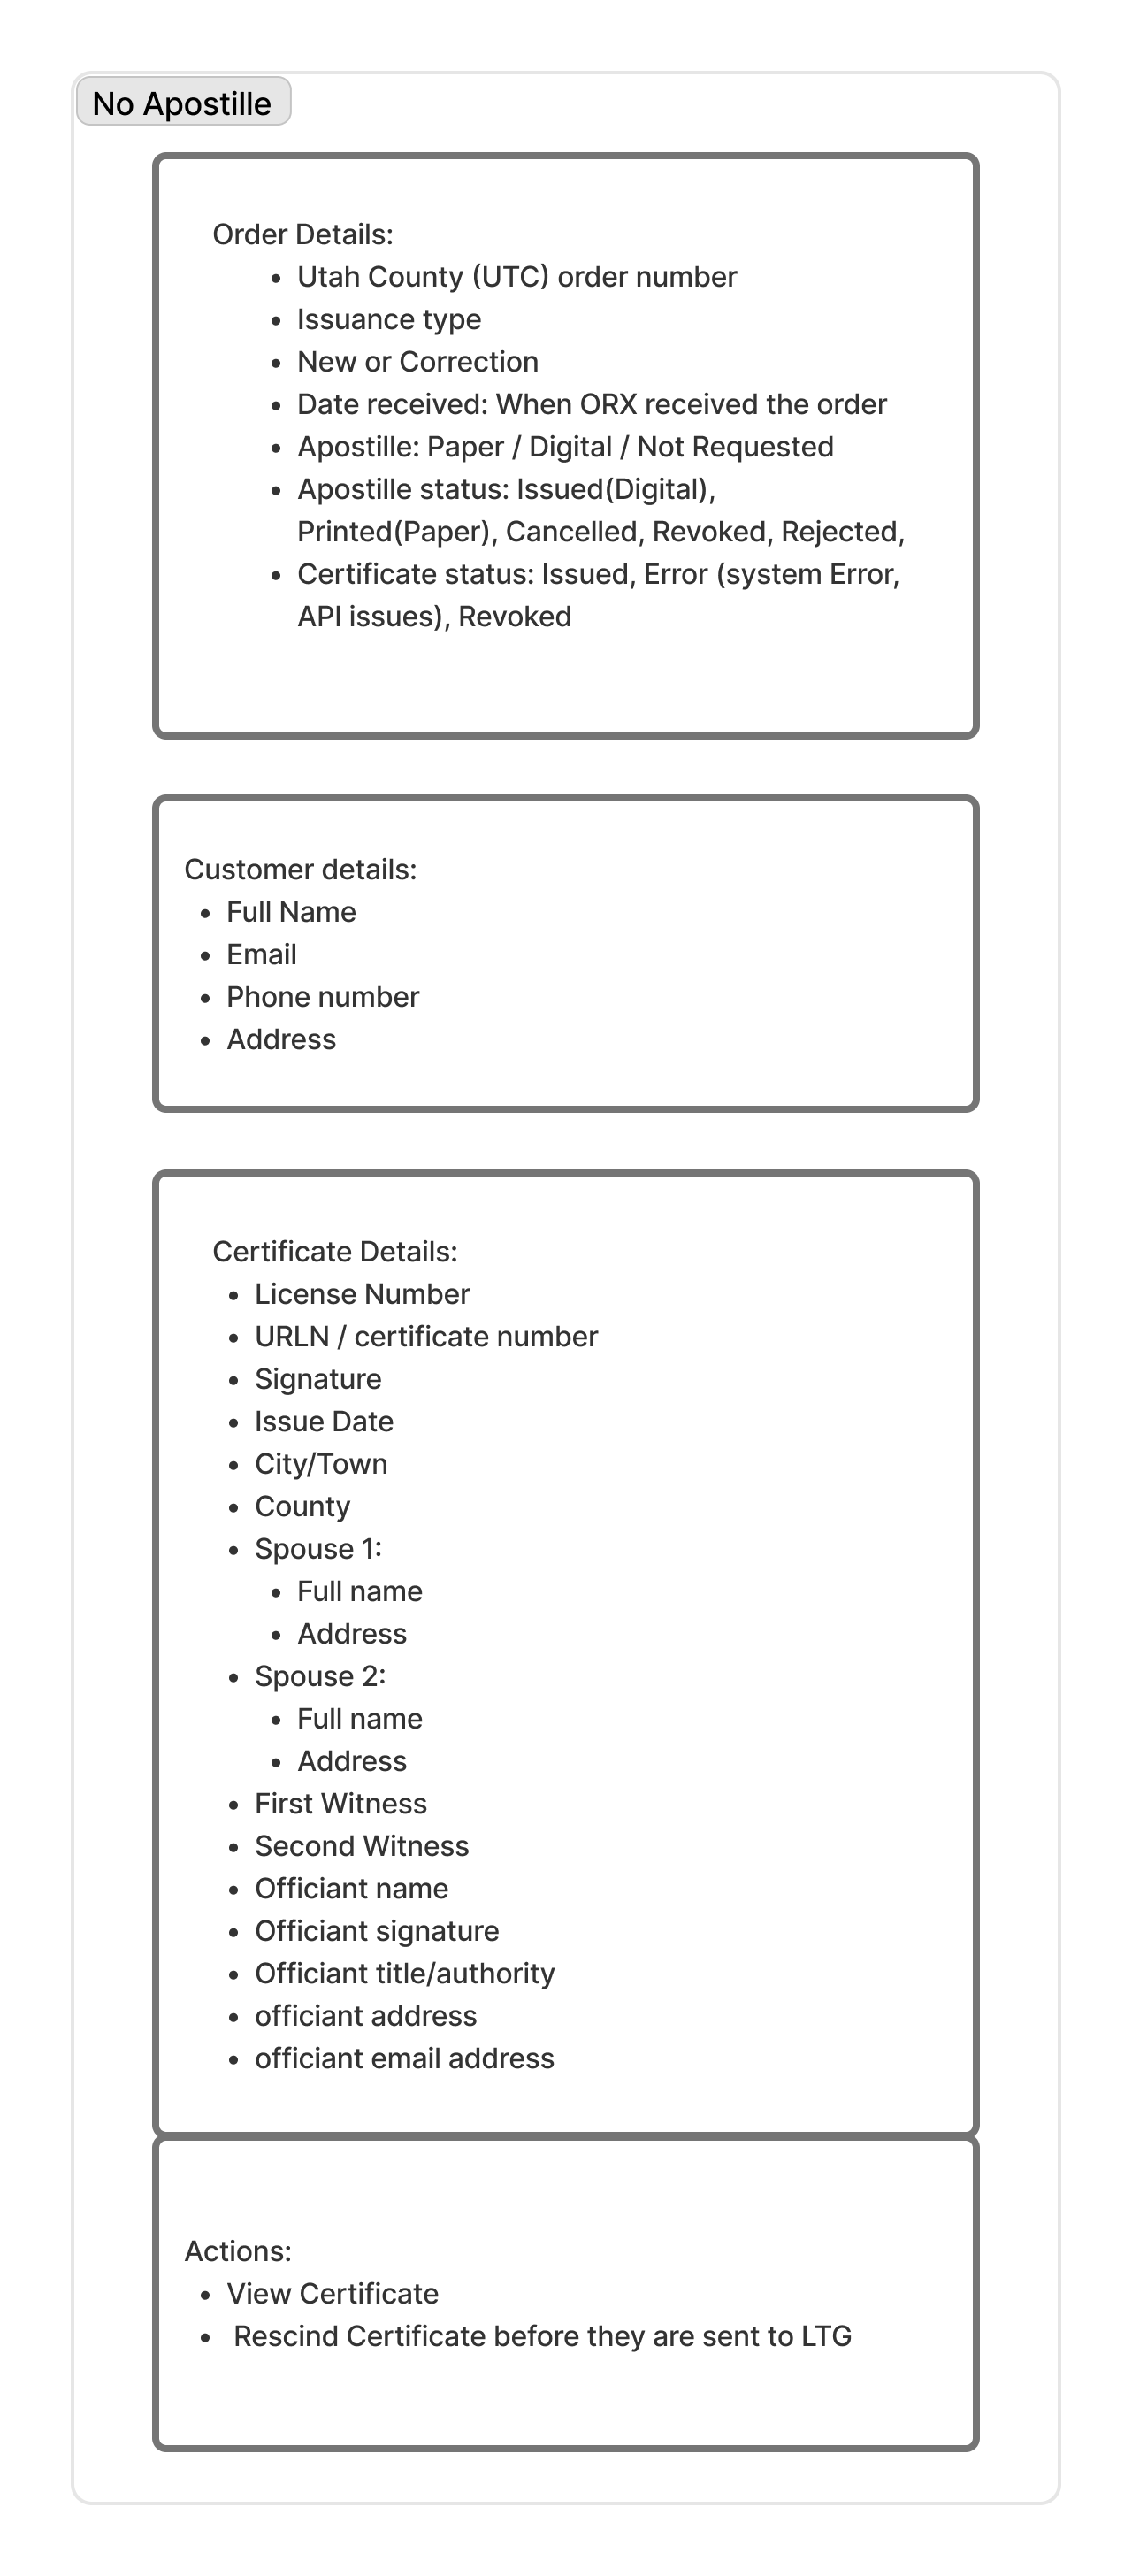 No Apostille
Order Details:
• Utah County (UTC) order number
• Issuance type
• New or Correction
• Date received: When ORX received the order
• Apostille: Paper / Digital / Not Requested
• Apostille status: Issued(Digital),
Printed(Paper), Cancelled, Revoked, Rejected,
• Certificate status: Issued, Error (system Error,
API issues), Revoked
Customer details:
• Full Name
• Email
• Phone number
• Address
Certificate Details:
• License Number
• URLN / certificate number
• Signature
• Issue Date
• City/Town
• County
• Spouse 1:
• Full name
• Address
• Spouse 2:
• Full name
• Address
• First Witness
• Second Witness
• Officiant name
• Officiant signature
• Officiant title/authority
• officiant address
• officiant email address
Actions:
• View Certificate
• Rescind Certificate before they are sent to LTG